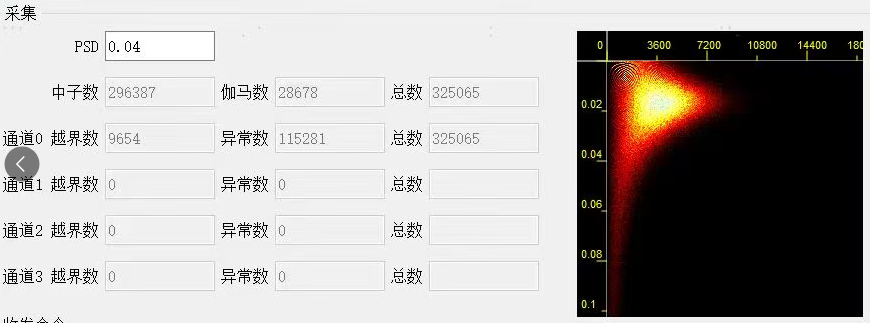 采集
PSD 0.04
中子数 296387 伽马数 28678 总数 325065
通道0 越界数 9654 异常数 115281 总数 325065
通道1 越界数 0 异常数 0 总数
通道2 越界数 0 异常数 0 总数
通道3 越界数 0 异常数 0 总数
0 3600 7200 10800 14400 180
0.02
0.04
0.06
0.08
0.1